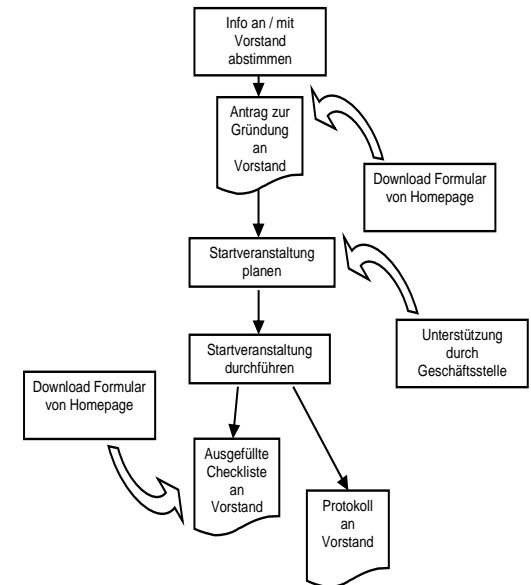 Info an / mit
Vorstand
abstimmen
Antrag zur
Gründung
an
Vorstand
Download Formular
von Homepage
Startveranstaltung
planen
Unterstützung
durch
Geschäftsstelle
Startveranstaltung
durchführen
Download Formular
von Homepage
Ausgefüllte
Checkliste
an
Vorstand
Protokoll
an
Vorstand